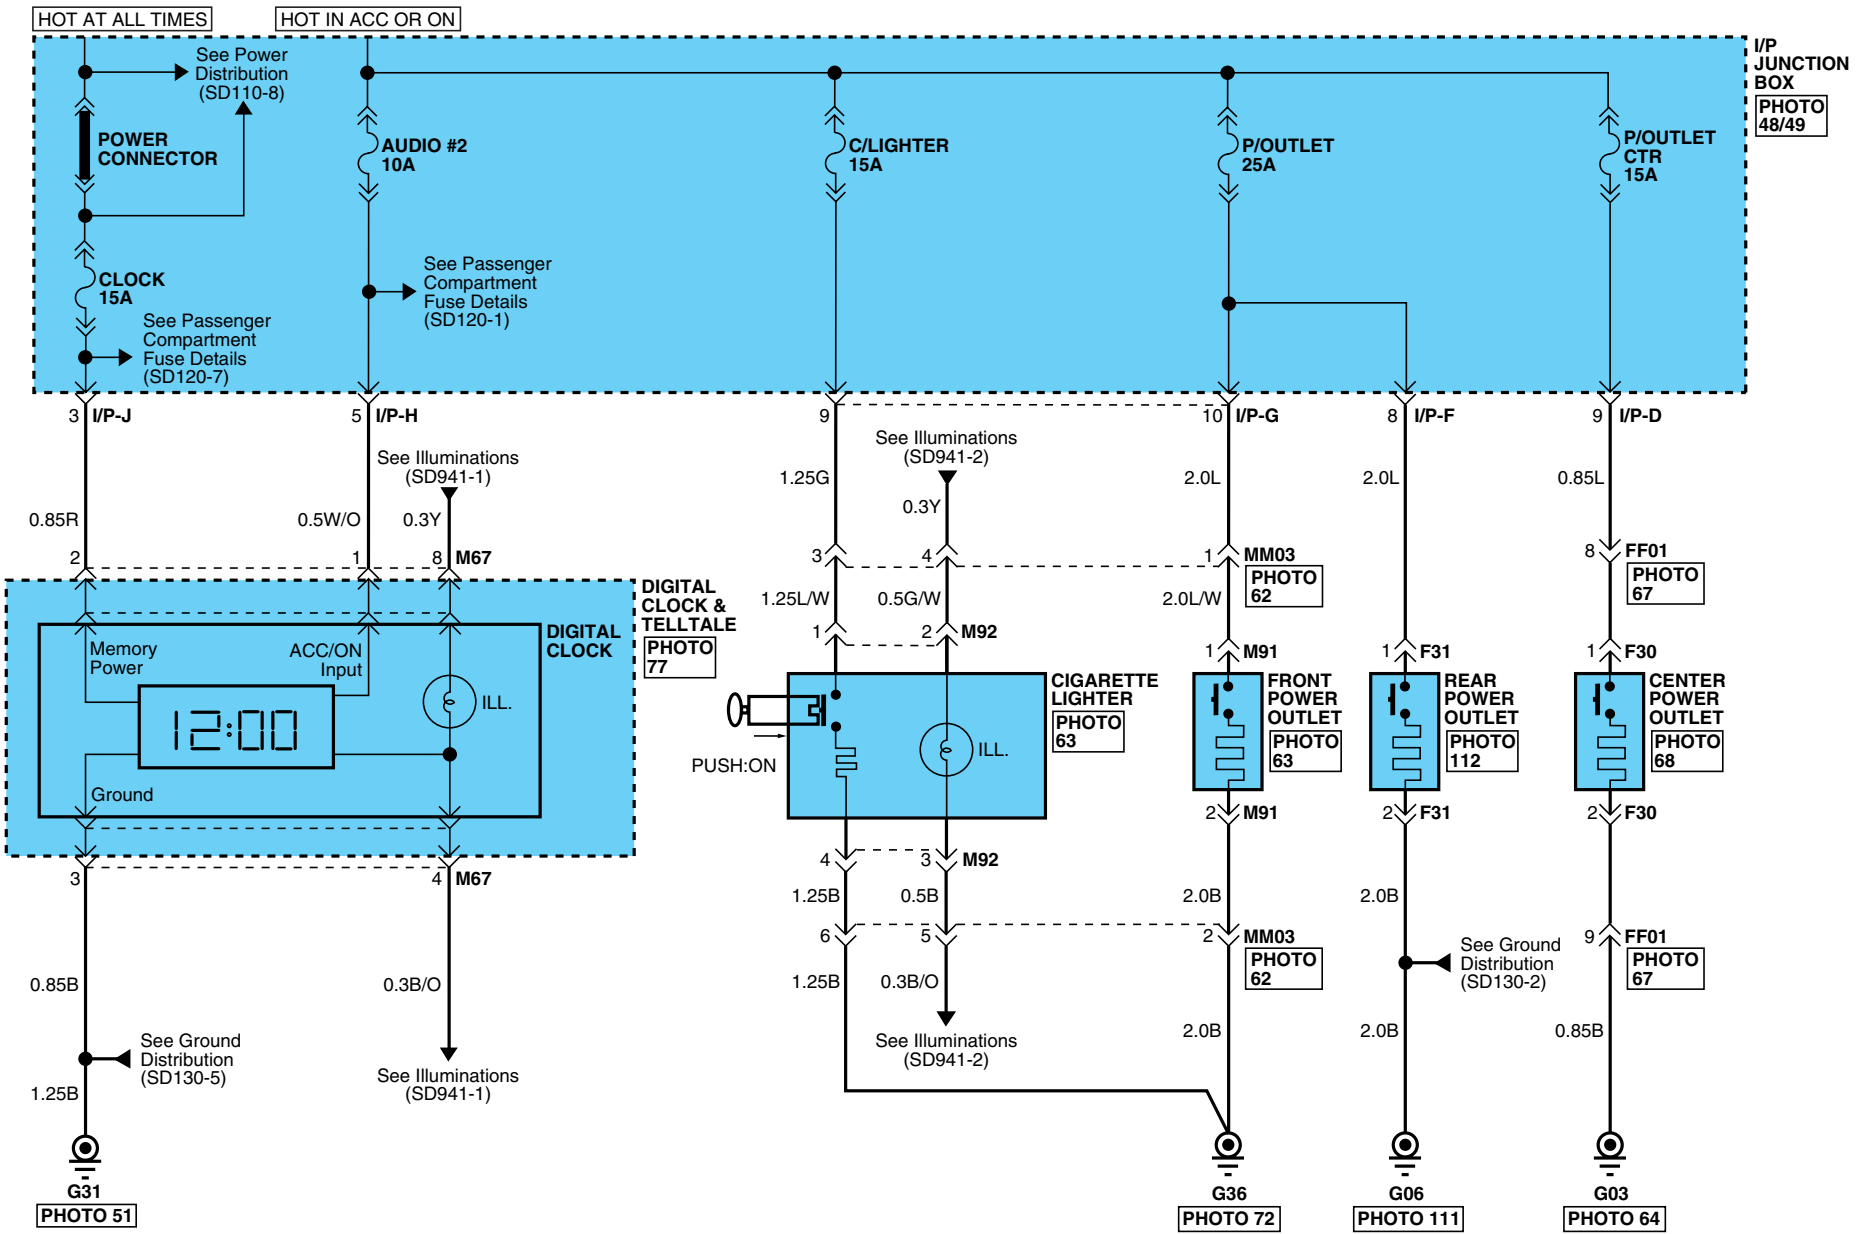 HOT AT ALL TIMES
HOT IN ACC OR ON
I/P
JUNCTION
BOX
PHOTO
48/49
See Power
Distribution
(SD110-8)
POWER
CONNECTOR
AUDIO #2
10A
C/LIGHTER
15A
P/OUTLET
25A
P/OUTLET
CTR
15A
CLOCK
15A
See Passenger
Compartment
Fuse Details
(SD120-7)
See Passenger
Compartment
Fuse Details
(SD120-1)
3 I/P-J
5 I/P-H
9
10 I/P-G
8 I/P-F
9 I/P-D
See Illuminations
(SD941-1)
See Illuminations
(SD941-2)
0.85R
0.5W/O
0.3Y
1.25G
0.3Y
2.0L
2.0L
0.85L
2
1
8 M67
3
4
1 MM03
PHOTO
62
8 FF01
PHOTO
67
1.25L/W
0.5G/W
2.0L/W
1
2 M92
1 M91
1 F31
1 F30
DIGITAL
CLOCK &
TELLTALE
PHOTO
77
DIGITAL
CLOCK
Memory
Power
ACC/ON
Input
12:00
ILL.
Ground
PUSH:ON
ILL.
CIGARETTE
LIGHTER
PHOTO
63
FRONT
POWER
OUTLET
PHOTO
63
REAR
POWER
OUTLET
PHOTO
112
CENTER
POWER
OUTLET
PHOTO
68
2 M91
2 F31
2 F30
3
4 M67
4
3 M92
1.25B
0.5B
2.0B
2.0B
6
5
2 MM03
PHOTO
62
9 FF01
PHOTO
67
See Ground
Distribution
(SD130-2)
0.85B
0.3B/O
1.25B
0.3B/O
2.0B
2.0B
0.85B
See Ground
Distribution
(SD130-5)
See Illuminations
(SD941-1)
See Illuminations
(SD941-2)
1.25B
G31
PHOTO 51
G36
PHOTO 72
G06
PHOTO 111
G03
PHOTO 64